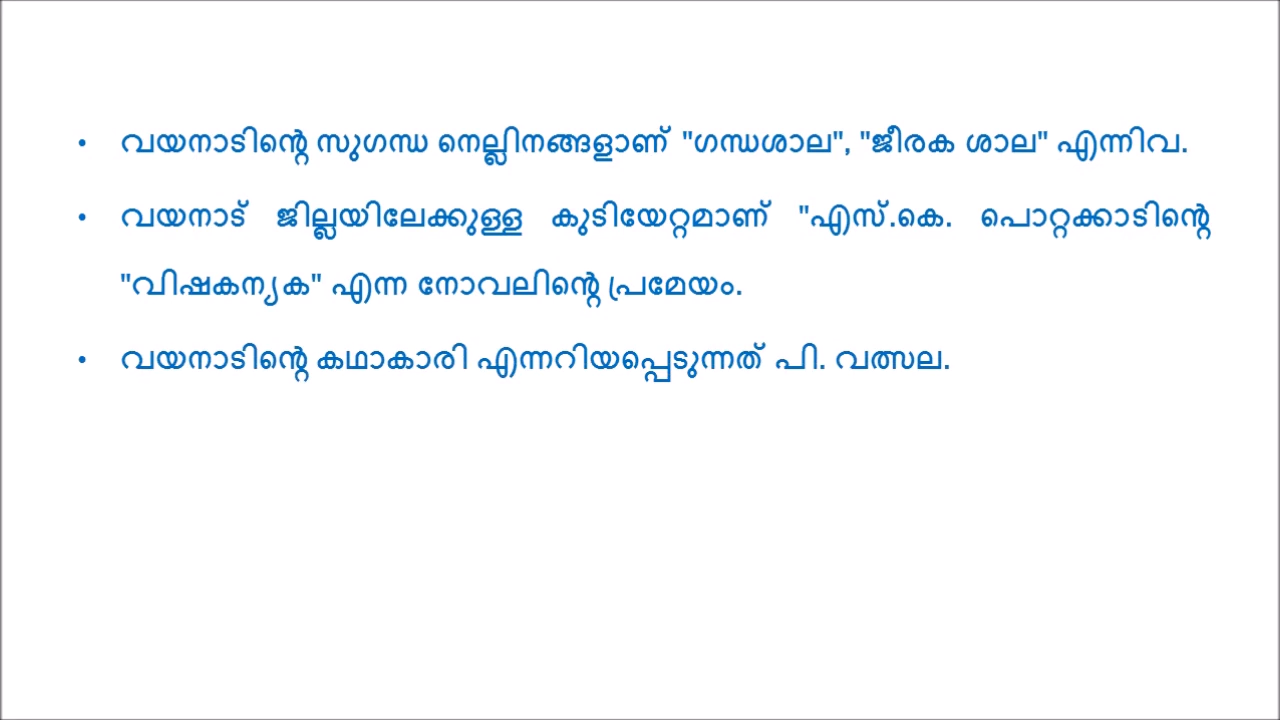 • വയനാടിന്റെ സുഗന്ധ നെല്ലിനങ്ങളാണ് "ഗന്ധശാല", "ജീരക ശാല" എന്നിവ.
• വയനാട് ജില്ലയിലേക്കുള്ള കുടിയേറ്റമാണ് "എസ്.കെ. പൊറ്റക്കാടിന്റെ
"വിഷകന്യക" എന്ന നോവലിന്റെ പ്രമേയം.
• വയനാടിന്റെ കഥാകാരി എന്നറിയപ്പെടുന്നത് പി. വത്സല.